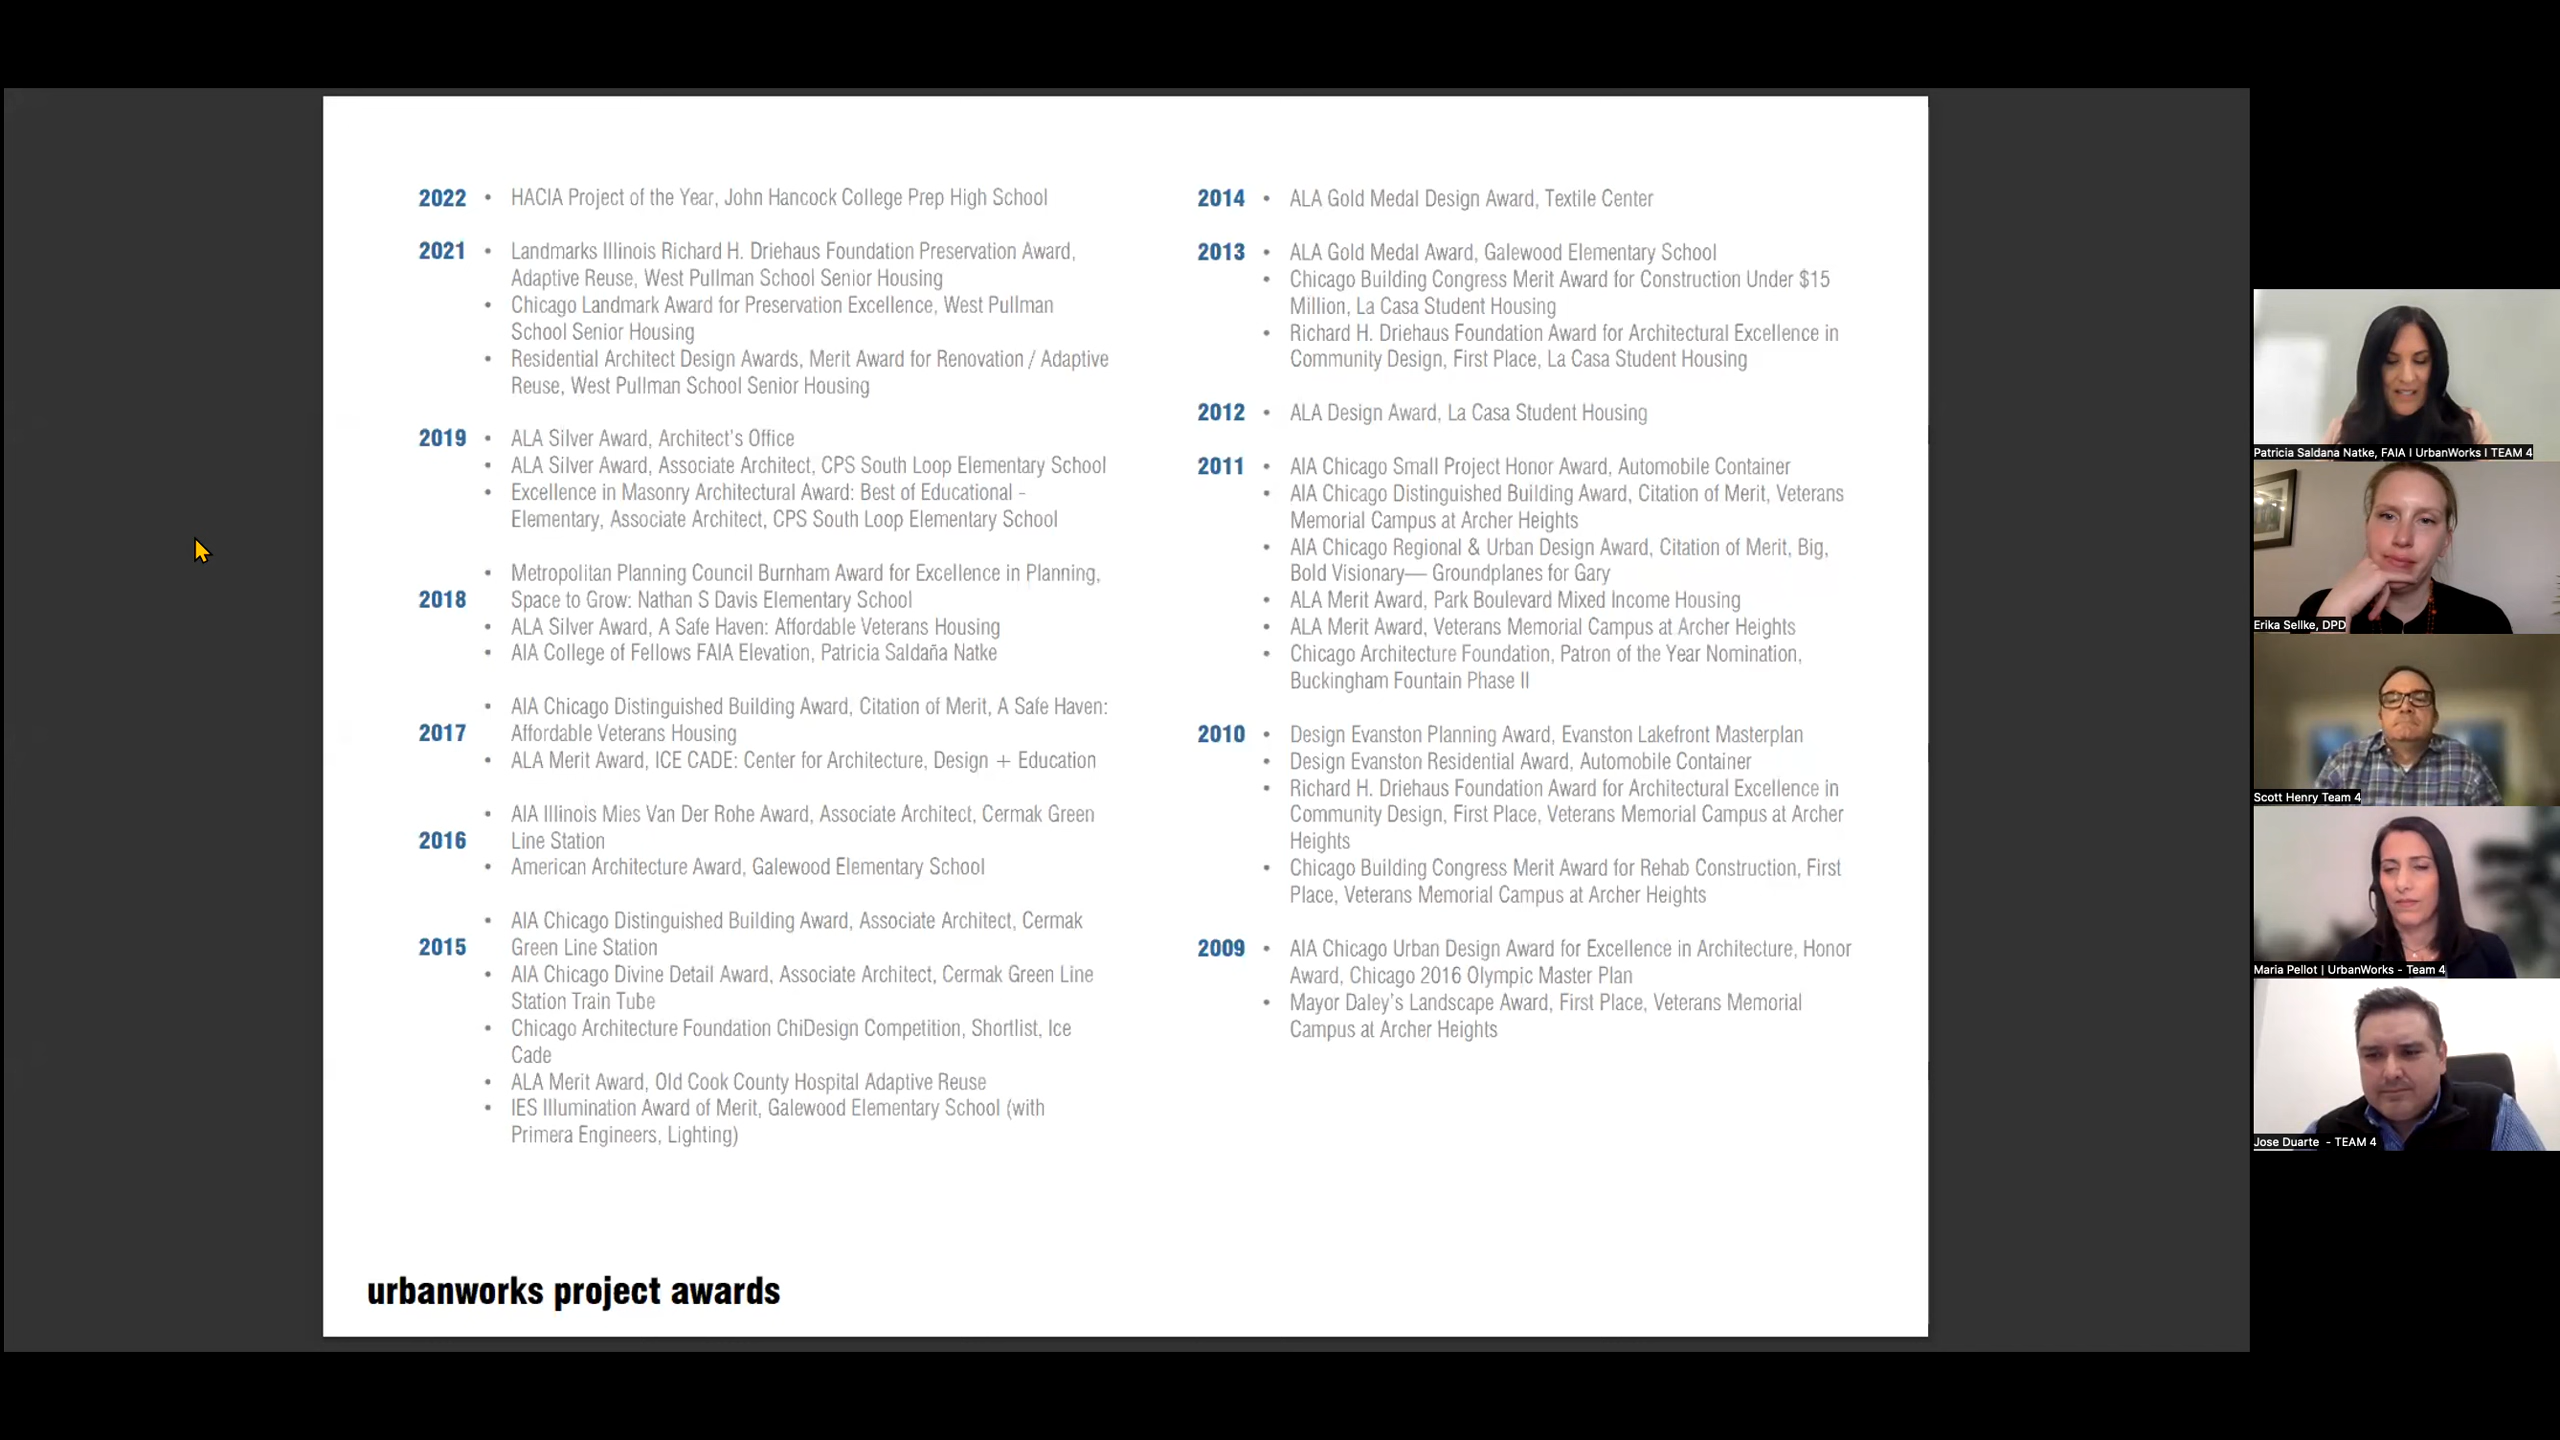 2022 • HACIA Project of the Year, John Hancock College Prep High School
2021 • Landmarks Illinois Richard H. Driehaus Foundation Preservation Award,
Adaptive Reuse, West Pullman School Senior Housing
• Chicago Landmark Award for Preservation Excellence, West Pullman
School Senior Housing
• Residential Architect Design Awards, Merit Award for Renovation / Adaptive
Reuse, West Pullman School Senior Housing
2019 • ALA Silver Award, Architect's Office
• ALA Silver Award, Associate Architect, CPS South Loop Elementary School
• Excellence in Masonry Architectural Award: Best of Educational -
Elementary, Associate Architect, CPS South Loop Elementary School
• Metropolitan Planning Council Burnham Award for Excellence in Planning,
2018 Space to Grow: Nathan S Davis Elementary School
• ALA Silver Award, A Safe Haven: Affordable Veterans Housing
• AIA College of Fellows FAIA Elevation, Patricia Saldaña Natke
• AIA Chicago Distinguished Building Award, Citation of Merit, A Safe Haven:
2017 Affordable Veterans Housing
• ALA Merit Award, ICE CADE: Center for Architecture, Design + Education
• AIA Illinois Mies Van Der Rohe Award, Associate Architect, Cermak Green
2016 Line Station
• American Architecture Award, Galewood Elementary School
• AIA Chicago Distinguished Building Award, Associate Architect, Cermak
2015 Green Line Station
• AIA Chicago Divine Detail Award, Associate Architect, Cermak Green Line
Station Train Tube
• Chicago Architecture Foundation ChiDesign Competition, Shortlist, Ice
Cade
• ALA Merit Award, Old Cook County Hospital Adaptive Reuse
• IES Illumination Award of Merit, Galewood Elementary School (with
Primera Engineers, Lighting)
2014 • ALA Gold Medal Design Award, Textile Center
2013 • ALA Gold Medal Award, Galewood Elementary School
• Chicago Building Congress Merit Award for Construction Under $15
Million, La Casa Student Housing
• Richard H. Driehaus Foundation Award for Architectural Excellence in
Community Design, First Place, La Casa Student Housing
2012 • ALA Design Award, La Casa Student Housing
2011 • AIA Chicago Small Project Honor Award, Automobile Container
• AIA Chicago Distinguished Building Award, Citation of Merit, Veterans
Memorial Campus at Archer Heights
• AIA Chicago Regional & Urban Design Award, Citation of Merit, Big,
Bold Visionary— Groundplanes for Gary
• ALA Merit Award, Park Boulevard Mixed Income Housing
• ALA Merit Award, Veterans Memorial Campus at Archer Heights
• Chicago Architecture Foundation, Patron of the Year Nomination,
Buckingham Fountain Phase II
2010 • Design Evanston Planning Award, Evanston Lakefront Masterplan
• Design Evanston Residential Award, Automobile Container
• Richard H. Driehaus Foundation Award for Architectural Excellence in
Community Design, First Place, Veterans Memorial Campus at Archer
Heights
• Chicago Building Congress Merit Award for Rehab Construction, First
Place, Veterans Memorial Campus at Archer Heights
2009 • AIA Chicago Urban Design Award for Excellence in Architecture, Honor
Award, Chicago 2016 Olympic Master Plan
• Mayor Daley's Landscape Award, First Place, Veterans Memorial
Campus at Archer Heights
urbanworks project awards
Patricia Saldana Natke, FAIA I UrbanWorks I TEAM 4
Erika Sellke, DPD
Scott Henry Team 4
Maria Pellot | UrbanWorks - Team 4
Jose Duarte - TEAM 4